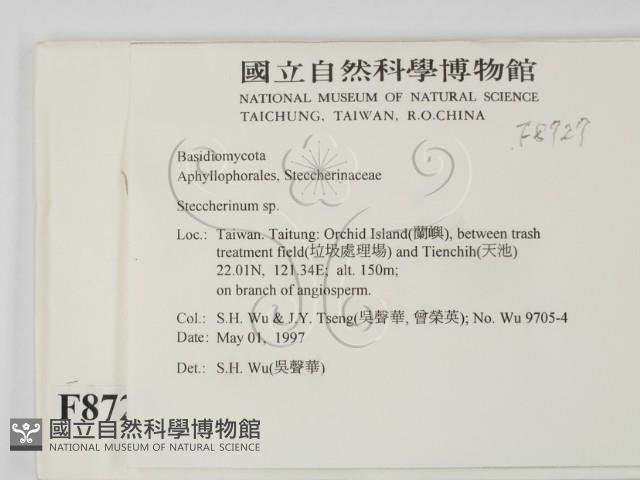 國立自然科學博物館
NATIONAL MUSEUM OF NATURAL SCIENCE
TAICHUNG, TAIWAN, R.O.CHINA
F8727
Basidiomycota
Aphyllophorales, Steccherinaceae
Steccherinum sp.
Loc.: Taiwan. Taitung: Orchid Island(蘭嶼), between trash
treatment field(垃圾處理場) and Tienchih(天池)
22.01N, 121.34E; alt. 150m;
on branch of angiosperm.
Col.: S.H. Wu & J.Y. Tseng(吳聲華, 曾榮英); No. Wu 9705-4
Date: May 01, 1997
Det.: S.H. Wu(吳聲華)
F872
國立自然科學博物館
NATIONAL MUSEUM OF NATURAL SCIENCE